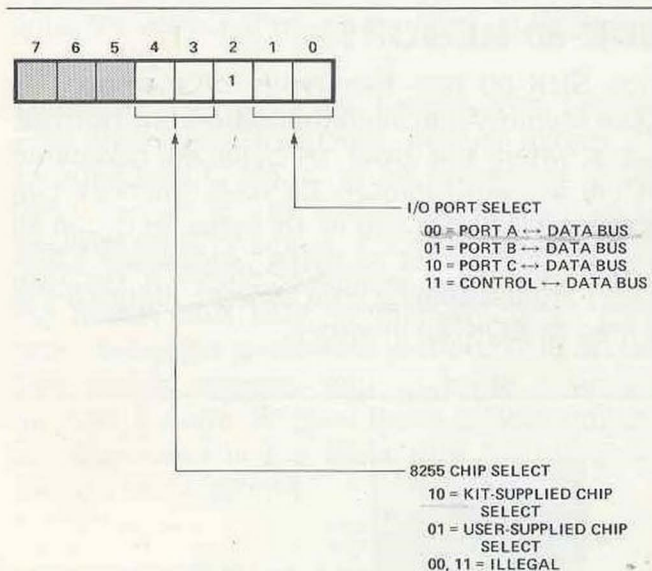 7 6 5 4 3 2 1 0
1
I/O PORT SELECT
00 = PORT A ↔ DATA BUS
01 = PORT B ↔ DATA BUS
10 = PORT C ↔ DATA BUS
11 = CONTROL ↔ DATA BUS
8255 CHIP SELECT
10 = KIT-SUPPLIED CHIP
SELECT
01 = USER-SUPPLIED CHIP
SELECT
00, 11 = ILLEGAL